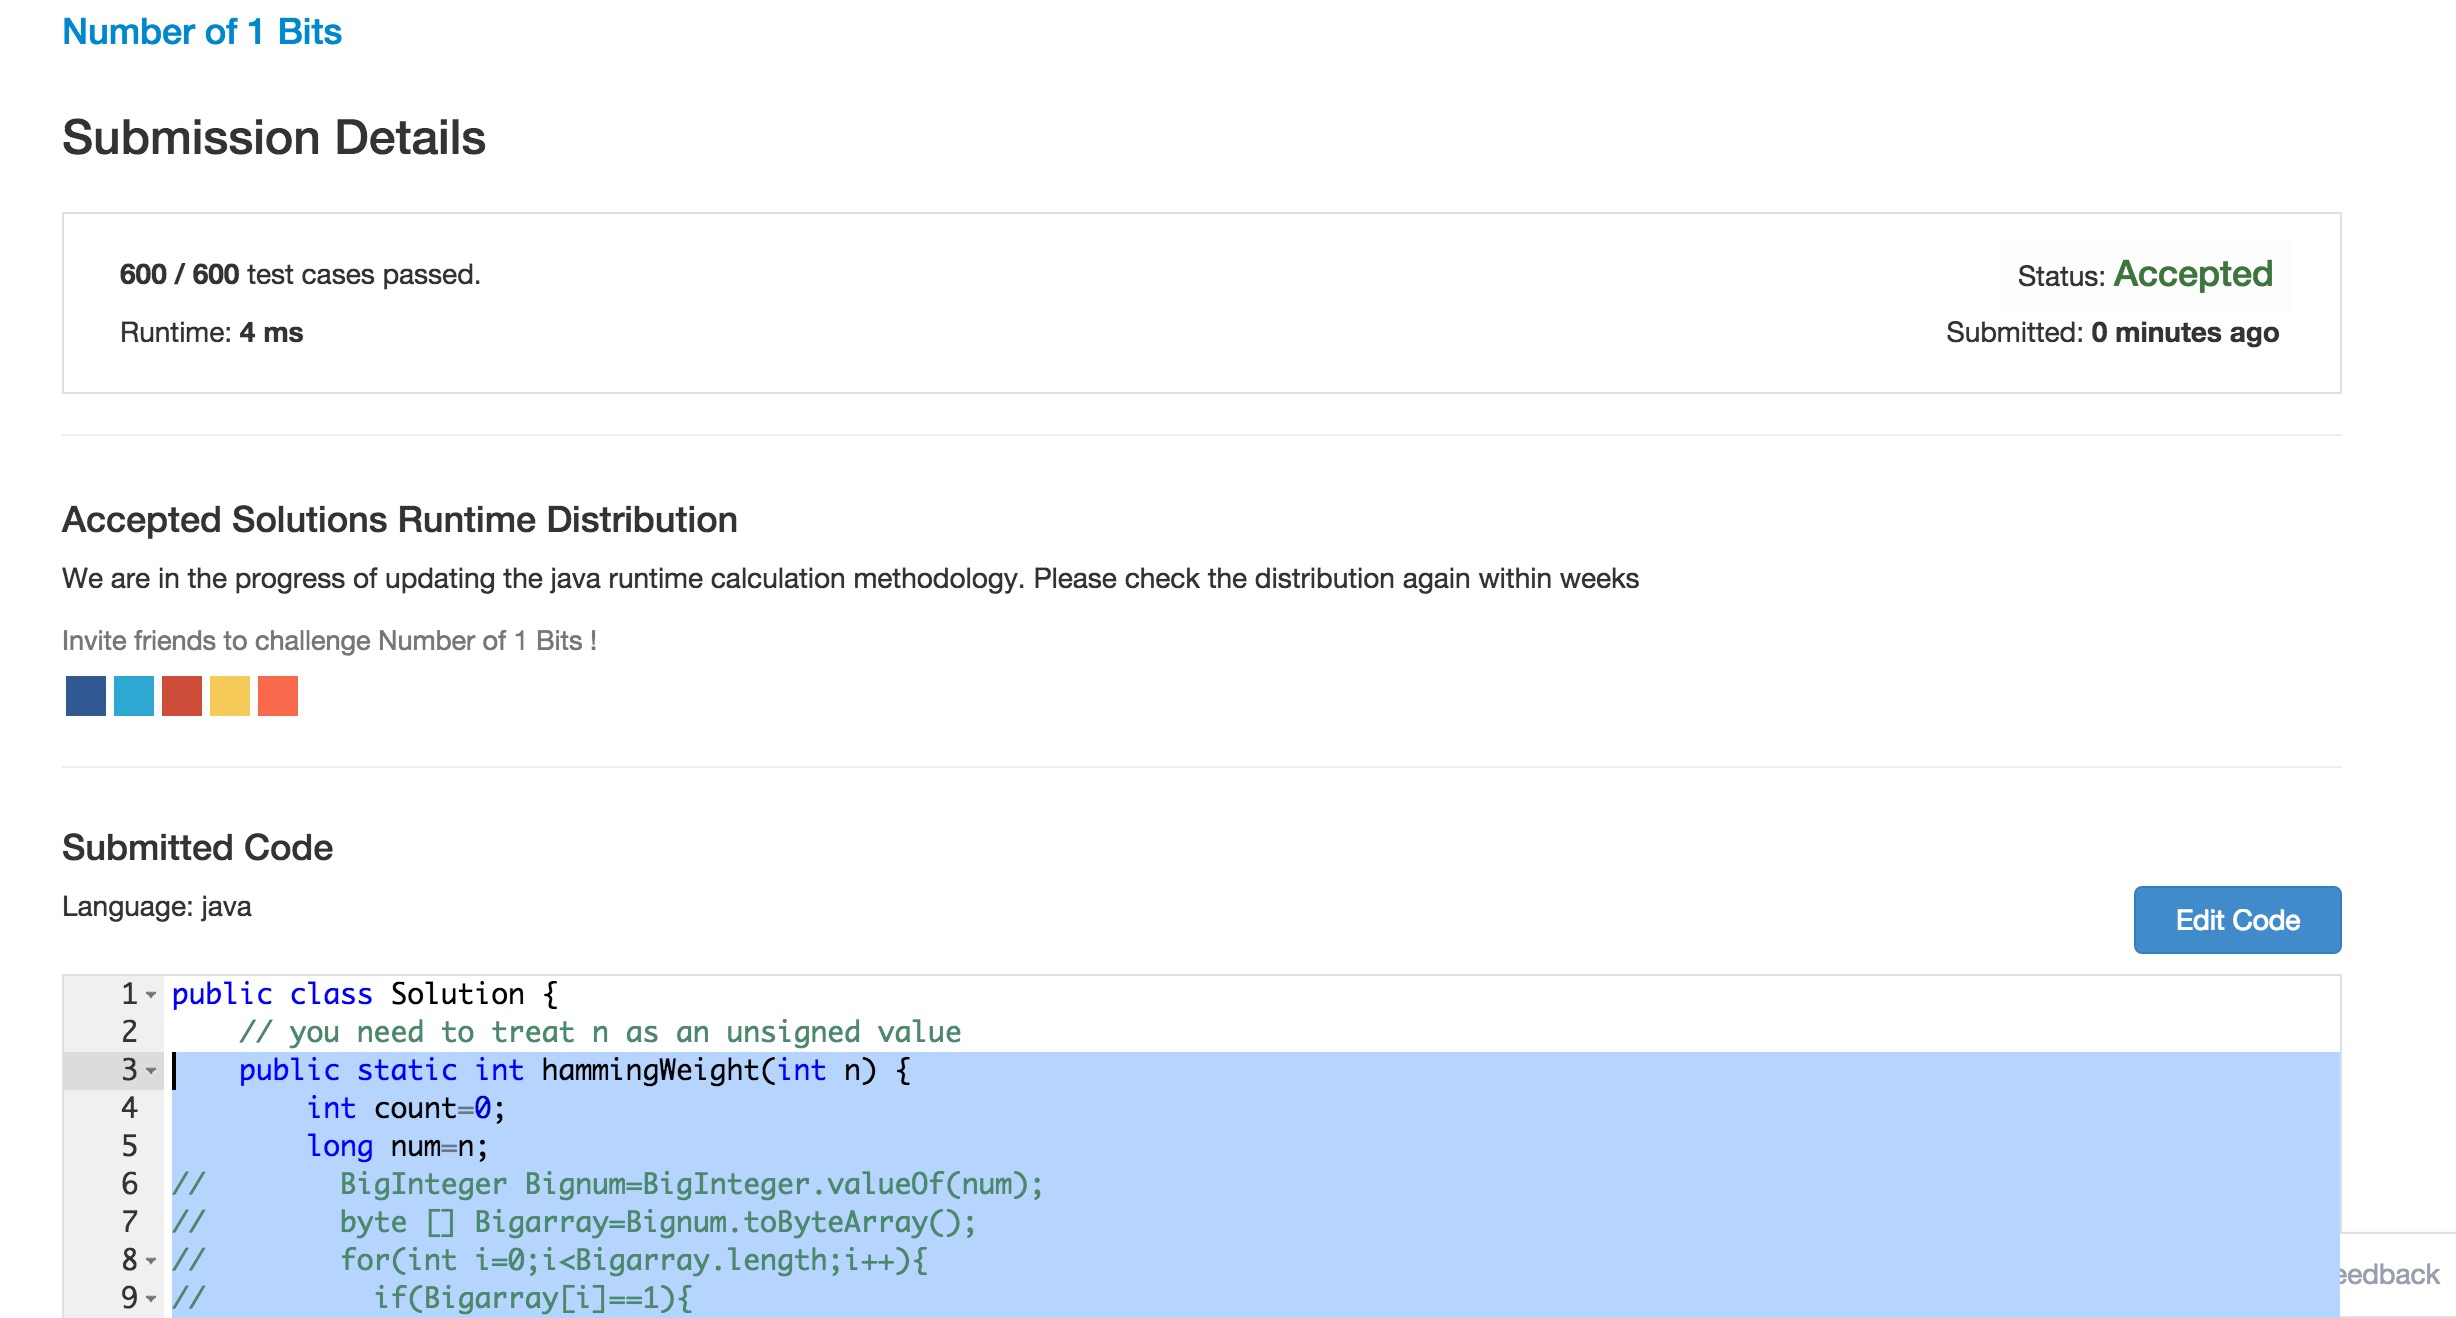 Number of 1 Bits
Submission Details
600 / 600 test cases passed.
Status: Accepted
Runtime: 4 ms
Submitted: 0 minutes ago
Accepted Solutions Runtime Distribution
We are in the progress of updating the java runtime calculation methodology. Please check the distribution again within weeks
Invite friends to challenge Number of 1 Bits !
Submitted Code
Language: java
Edit Code
1 public class Solution {
2     // you need to treat n as an unsigned value
3     public static int hammingWeight(int n) {
4         int count=0;
5         long num=n;
6 //        BigInteger Bignum=BigInteger.valueOf(num);
7 //        byte [] Bigarray=Bignum.toByteArray();
8 //        for(int i=0;i<Bigarray.length;i++){
9 //          if(Bigarray[i]==1){
eedback